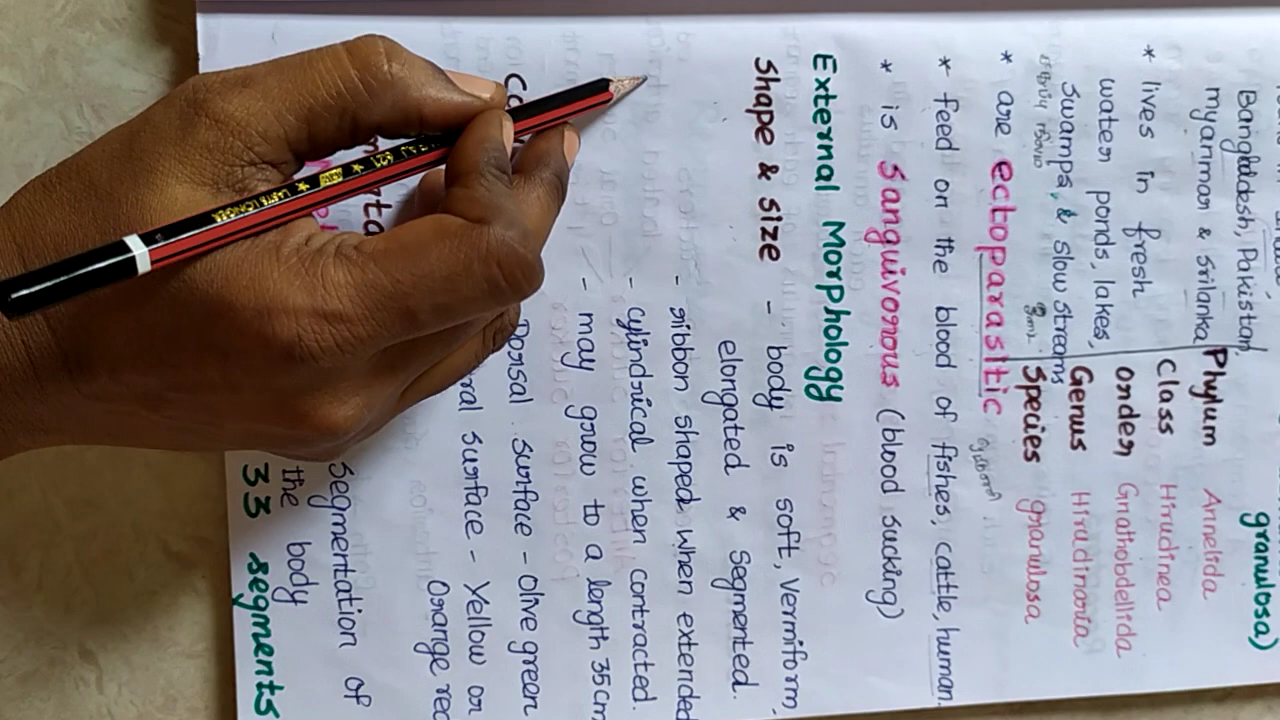 granulosa)
Bangladesh, Pakistan,
myanmar & srilanka
* lives in fresh
water ponds, lakes,
swamps, & slow streams
Phylum Annelida
Class Hirudinea
Order Gnathobdellida
Genus Hirudinaria
Species granulosa
* are ectoparasitic
* feed on the blood of fishes, cattle, human.
* is Sanguivorous (blood sucking)
External Morphology
Shape & size - body is soft, vermiform,
elongated & segmented.
- ribbon shaped when extended
- cylindrical when contracted.
- may grow to a length 35cm
Dorsal surface - olive green
surface - Yellow or
Orange red
Segmentation of
the body
33 segments
LASTS LONGER